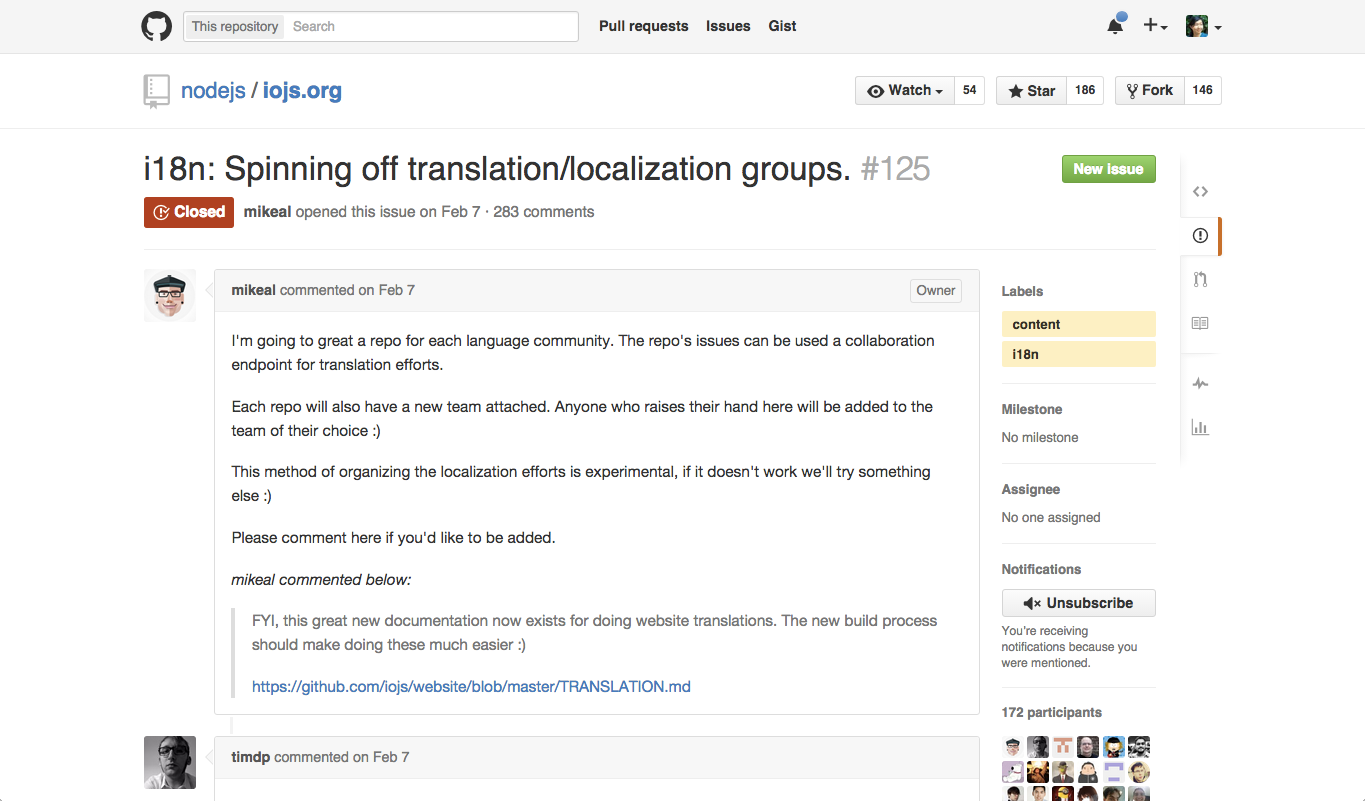 This repository Search Pull requests Issues Gist
nodejs / iojs.org Watch 54 Star 186 Fork 146
i18n: Spinning off translation/localization groups. #125 New issue
Closed mikeal opened this issue on Feb 7 · 283 comments
mikeal commented on Feb 7 Owner
I'm going to great a repo for each language community. The repo's issues can be used a collaboration
endpoint for translation efforts.
Each repo will also have a new team attached. Anyone who raises their hand here will be added to the
team of their choice :)
This method of organizing the localization efforts is experimental, if it doesn't work we'll try something
else :)
Please comment here if you'd like to be added.
mikeal commented below:
FYI, this great new documentation now exists for doing website translations. The new build process
should make doing these much easier :)
https://github.com/iojs/website/blob/master/TRANSLATION.md
timdp commented on Feb 7
Labels
content
i18n
Milestone
No milestone
Assignee
No one assigned
Notifications
Unsubscribe
You're receiving
notifications because you
were mentioned.
172 participants